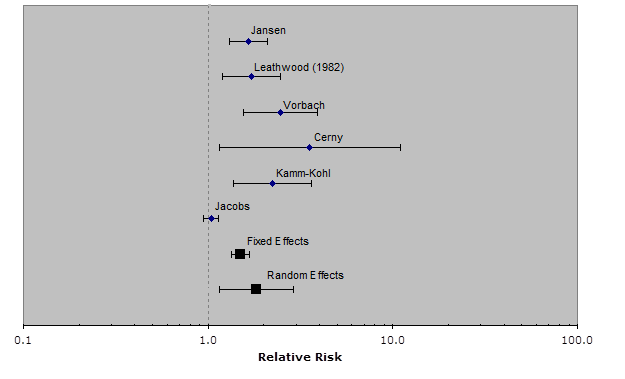 Jansen
Leathwood (1982)
Vorbach
Cerny
Kamm-Kohl
Jacobs
Fixed Effects
Random Effects
0.1 1.0 10.0 100.0
Relative Risk